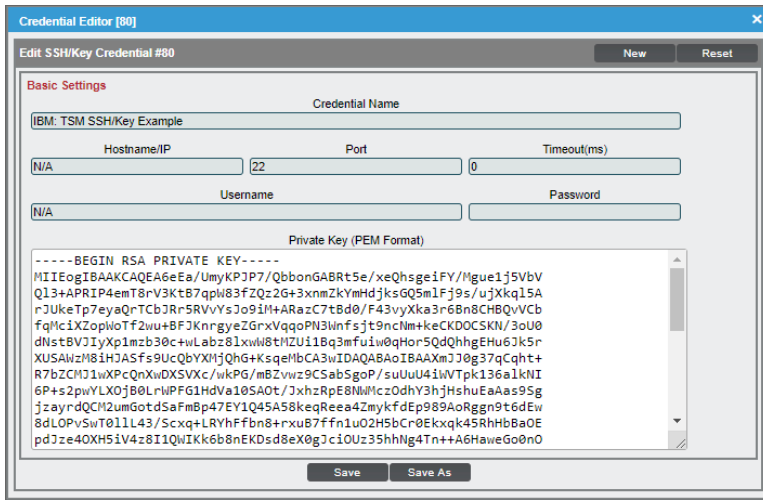 Credential Editor [80]
Edit SSH/Key Credential #80
New
Reset
Basic Settings
Credential Name
IBM: TSM SSH/Key Example
Hostname/IP
Port
Timeout(ms)
N/A
22
0
Username
Password
N/A
Private Key (PEM Format)
-----BEGIN RSA PRIVATE KEY-----
MIIEogIBAAKCAQEA6eEa/UmyKPJP7/QbbonGABRt5e/xeQhsgeiFY/Mgue1j5VbV
Ql3+APRIP4emT8rV3KtB7qpW83fZQz2G+3xnmZkYmHdjksGQ5mlFj9s/ujXkql5A
rJUkeTp7eyaQrTCbJRr5RVvYsJo9iM+ARazC7tBd0/F43vyXka3r6Bn8CHBQvVCb
fqMciXZopWoTf2wu+BFJKnrgyeZGrxVqqoPN3Wnfsjt9ncNm+keCKDOCSKN/3oU0
dNstBVJIyXp1mzb30c+wLabz8lxwW8tMZUi1Bq3mfuiw0qHor5QdQhhgEHu6Jk5r
XUSAWzM8iHJASfs9UcQbYXMjQhG+KsqeMbCA3wIDAQABAoIBAAXmJJ0g37qCqht+
R7bZCMJ1wXPcQnXwDXSVXc/wkPG/mBZvwz9CSabSgoP/suUuU4iWVTpk136alkNI
6P+s2pwYLXOjB0LrWPFG1HdVa10SAOt/JxhzRpE8NWMczOdhY3hjHshuEaAas9Sg
jzayrdQCM2umGotdSaFmBp47EY1Q45A58keqReea4ZmykfdEp989AoRggn9t6dEw
8dLOPvSwT0llL43/Scxq+LRYhFfbn8+rxuB7ffn1uO2H5bCr0Ekxqk45RhHbBaOE
pdJze4OXH5iV4z8I1QWIKk6b8nEKDsd8eX0gJciOUz35hhNg4Tn++A6HaweGo0nO
Save
Save As